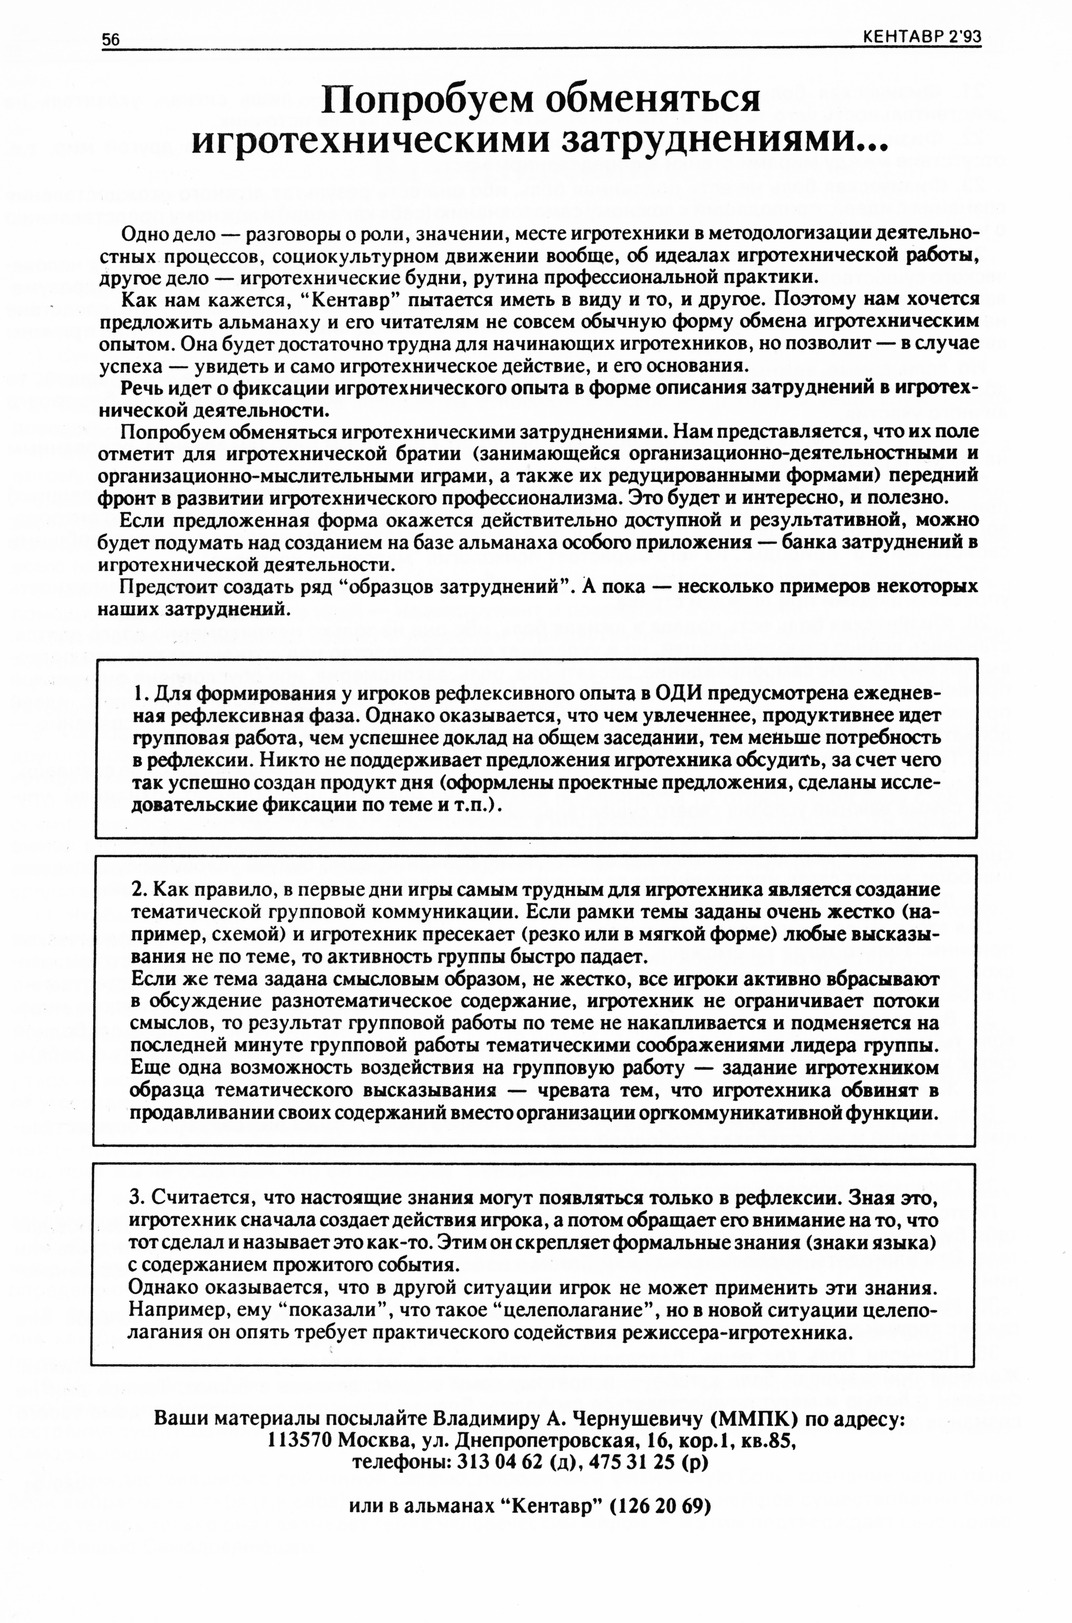 56
КЕНТАВР 2'93
Попробуем обменяться
игротехническими затруднениями...
Одно дело — разговоры о роли, значении, месте игротехники в методологизации деятельно-
стных процессов, социокультурном движении вообще, об идеалах игротехнической работы,
другое дело — игротехнические будни, рутина профессиональной практики.
Как нам кажется, “Кентавр” пытается иметь в виду и то, и другое. Поэтому нам хочется
предложить альманаху и его читателям не совсем обычную форму обмена игротехническим
опытом. Она будет достаточно трудна для начинающих игротехников, но позволит — в случае
успеха — увидеть и само игротехническое действие, и его основания.
Речь идет о фиксации игротехнического опыта в форме описания затруднений в игротех-
нической деятельности.
Попробуем обменяться игротехническими затруднениями. Нам представляется, что их поле
отметит для игротехнической братии (занимающейся организационно-деятельностными и
организационно-мыслительными играми, а также их редуцированными формами) передний
фронт в развитии игротехнического профессионализма. Это будет и интересно, и полезно.
Если предложенная форма окажется действительно доступной и результативной, можно
будет подумать над созданием на базе альманаха особого приложения — банка затруднений в
игротехнической деятельности.
Предстоит создать ряд “образцов затруднений”. А пока — несколько примеров некоторых
наших затруднений.
1. Для формирования у игроков рефлексивного опыта в ОДИ предусмотрена ежеднев-
ная рефлексивная фаза. Однако оказывается, что чем увлеченнее, продуктивнее идет
групповая работа, чем успешнее доклад на общем заседании, тем меньше потребность
в рефлексии. Никто не поддерживает предложения игротехника обсудить, за счет чего
так успешно создан продукт дня (оформлены проектные предложения, сделаны иссле-
довательские фиксации по теме и т.п.).
2. Как правило, в первые дни игры самым трудным для игротехника является создание
тематической групповой коммуникации. Если рамки темы заданы очень жестко (на-
пример, схемой) и игротехник пресекает (резко или в мягкой форме) любые высказы-
вания не по теме, то активность группы быстро падает.
Если же тема задана смысловым образом, не жестко, все игроки активно вбрасывают
в обсуждение разнотематическое содержание, игротехник не ограничивает потоки
смыслов, то результат групповой работы по теме не накапливается и подменяется на
последней минуте групповой работы тематическими соображениями лидера группы.
Еще одна возможность воздействия на групповую работу — задание игротехником
образца тематического высказывания — чревата тем, что игротехника обвинят в
продавливании своих содержаний вместо организации оргкоммуникативной функции.
3. Считается, что настоящие знания могут появляться только в рефлексии. Зная это,
игротехник сначала создает действия игрока, а потом обращает его внимание на то, что
тот сделал и называет это как-то. Этим он скрепляет формальные знания (знаки языка)
с содержанием прожитого события.
Однако оказывается, что в другой ситуации игрок не может применить эти знания.
Например, ему “показали”, что такое “целеполагание”, но в новой ситуации целепо-
лагания он опять требует практического содействия режиссера-игротехника.
Ваши материалы посылайте Владимиру А. Чернушевичу (ММПК) по адресу:
113570 Москва, ул. Днепропетровская, 16, кор.1, кв.85,
телефоны: 313 04 62 (д), 475 31 25 (р)
или в альманах “Кентавр” (126 20 69)